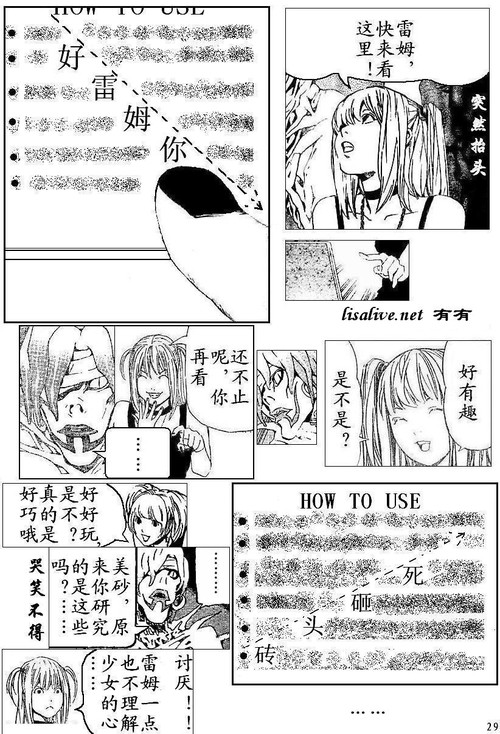 雷姆，
快来看
这里！
突然抬头
HOW TO USE
好
雷
姆
你
lisalive.net 有有
好有趣
是不是？
还不止
呢，你
再看
……
HOW TO USE
砖
头
砸
死
好好玩
是不？
真的是
好巧哦
美砂，原
来你研究
的是这些
吗？……
哭笑不得
讨厌！！
雷姆一点
也不理解
少女的心
……
……
29